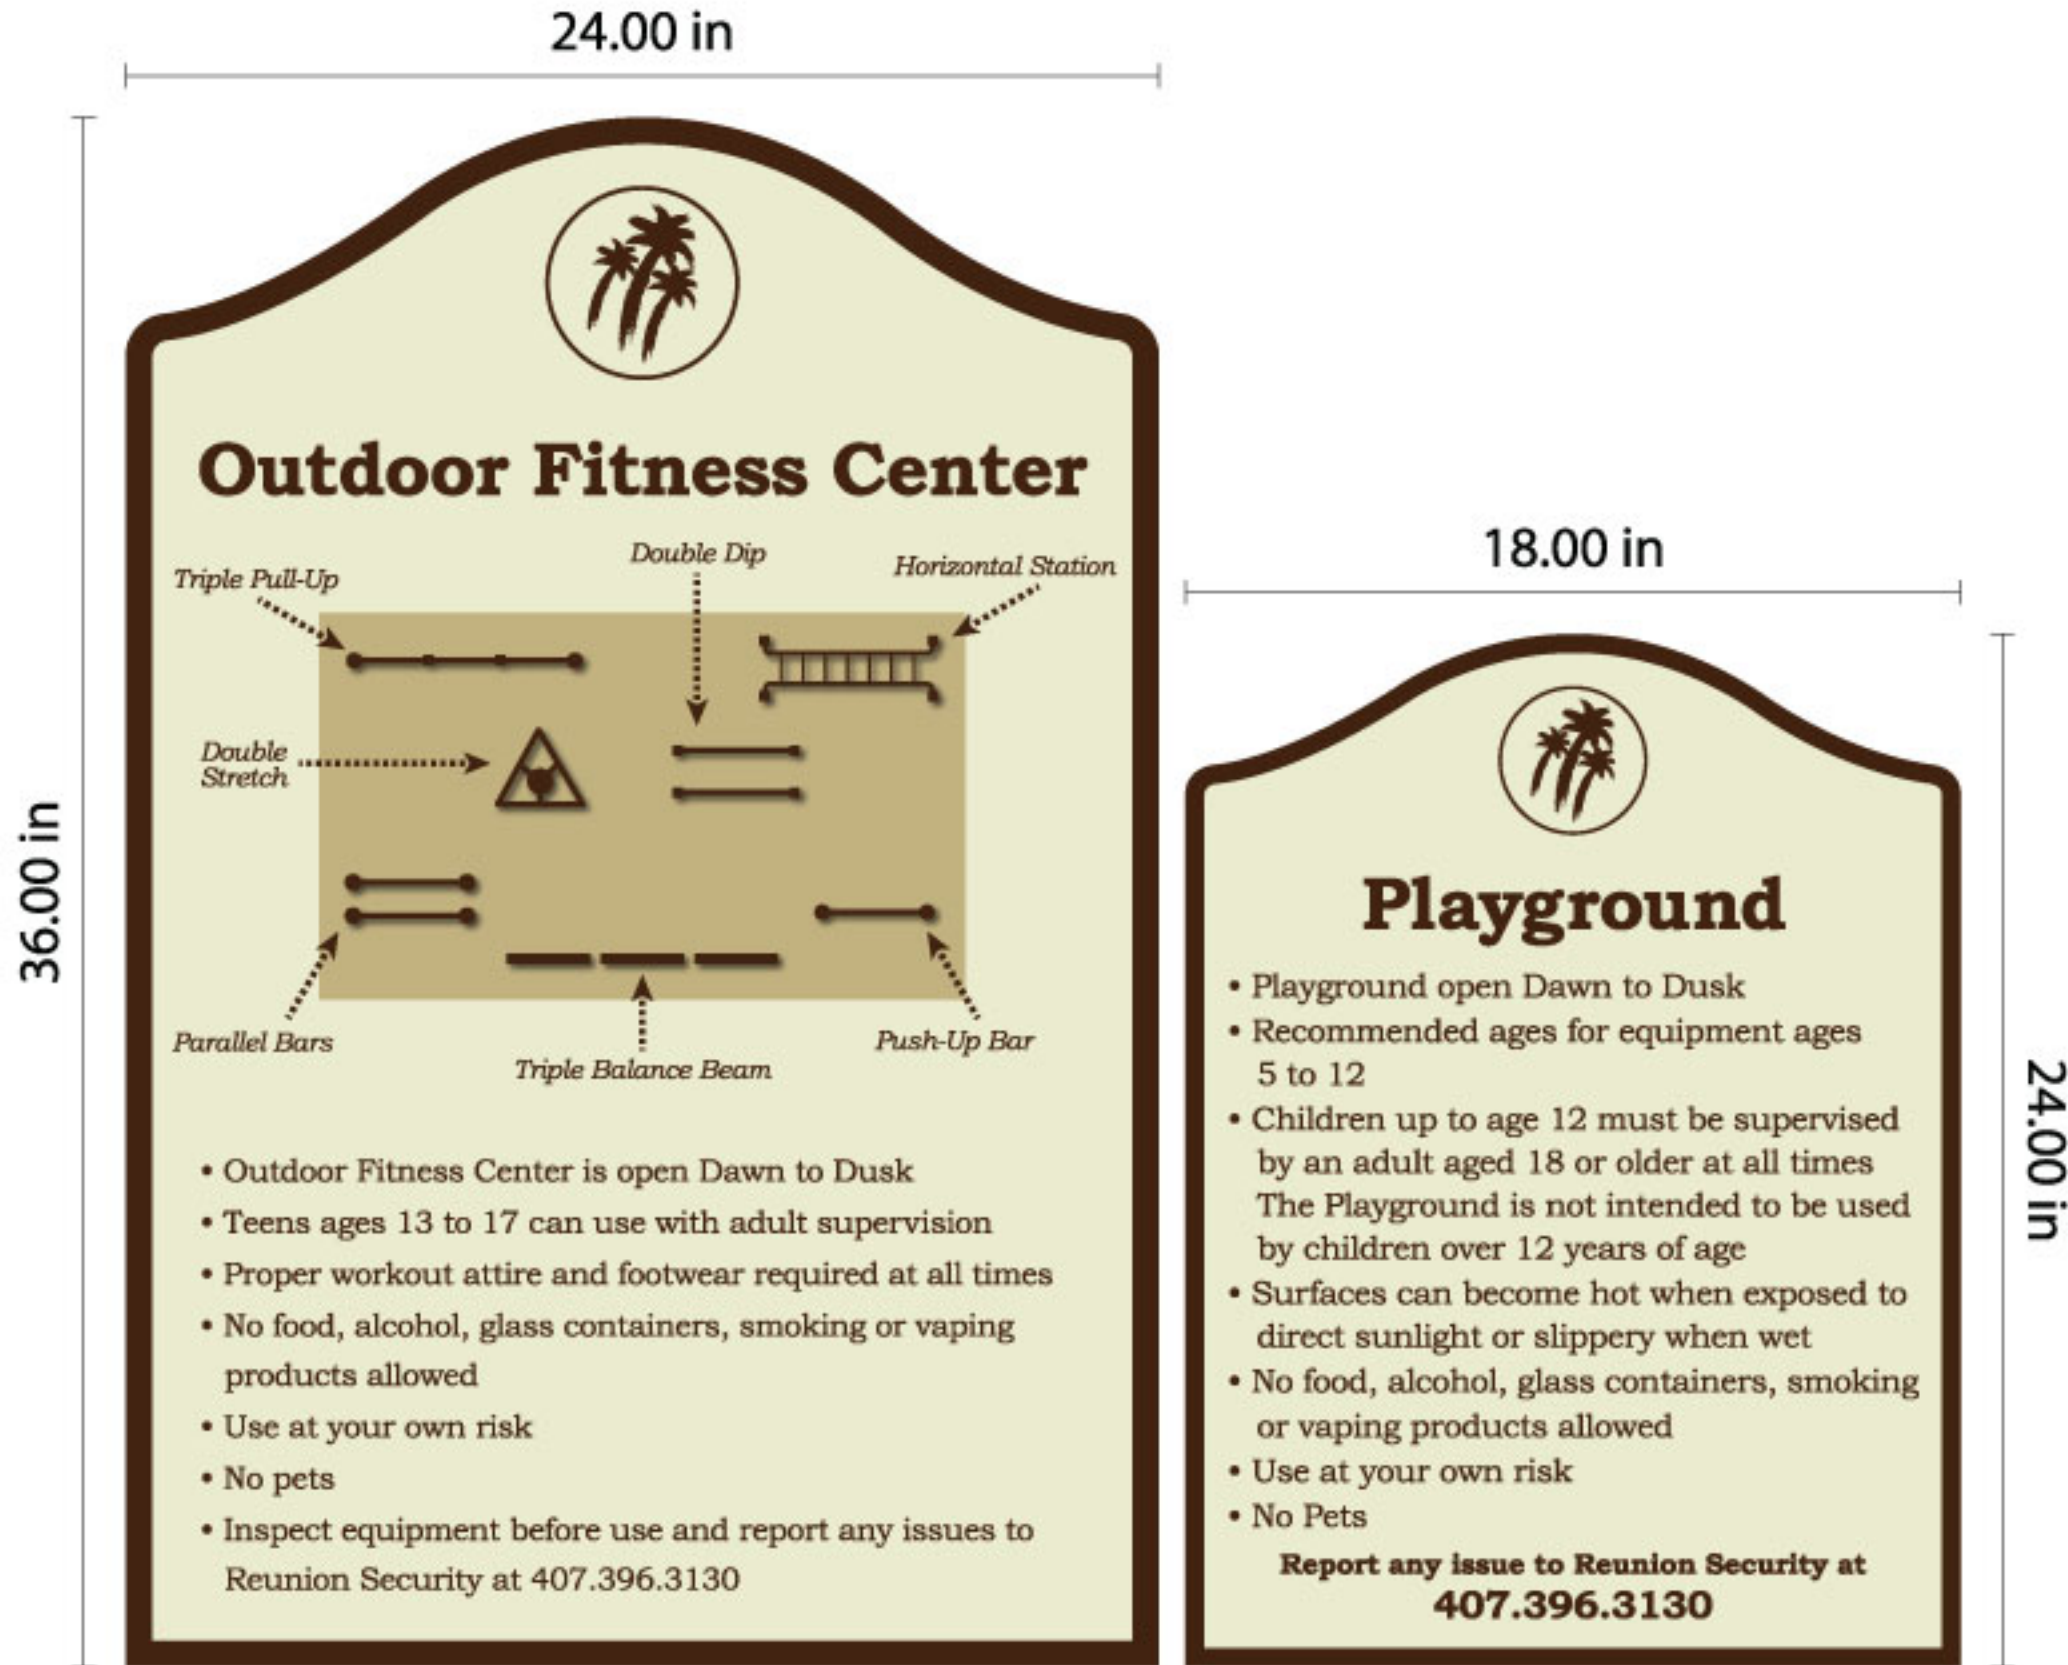 24.00 in
36.00 in
Outdoor Fitness Center
Triple Pull-Up
Double Dip
Horizontal Station
Double
Stretch
Parallel Bars
Triple Balance Beam
Push-Up Bar
• Outdoor Fitness Center is open Dawn to Dusk
• Teens ages 13 to 17 can use with adult supervision
• Proper workout attire and footwear required at all times
• No food, alcohol, glass containers, smoking or vaping
products allowed
• Use at your own risk
• No pets
• Inspect equipment before use and report any issues to
Reunion Security at 407.396.3130
18.00 in
24.00 in
Playground
• Playground open Dawn to Dusk
• Recommended ages for equipment ages
5 to 12
• Children up to age 12 must be supervised
by an adult aged 18 or older at all times
The Playground is not intended to be used
by children over 12 years of age
• Surfaces can become hot when exposed to
direct sunlight or slippery when wet
• No food, alcohol, glass containers, smoking
or vaping products allowed
• Use at your own risk
• No Pets
Report any issue to Reunion Security at
407.396.3130